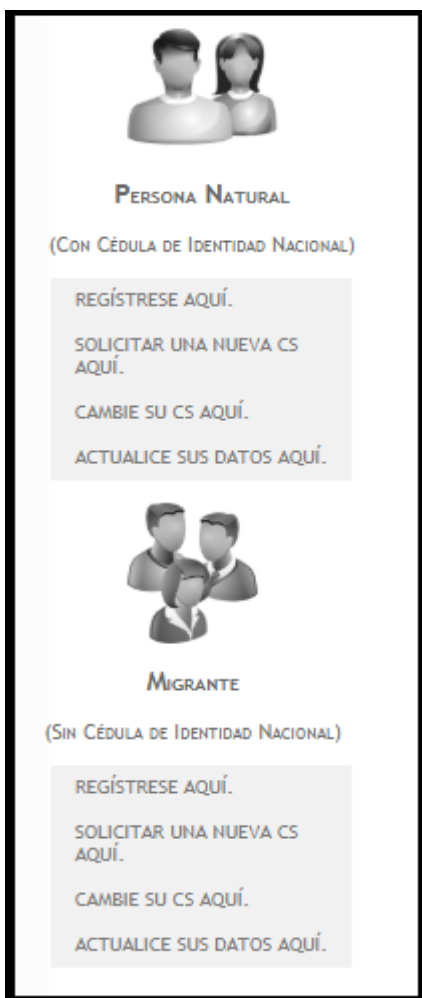 PERSONA NATURAL
(CON CÉDULA DE IDENTIDAD NACIONAL)
REGÍSTRESE AQUÍ.
SOLICITAR UNA NUEVA CS
AQUÍ.
CAMBIE SU CS AQUÍ.
ACTUALICE SUS DATOS AQUÍ.
MIGRANTE
(SIN CÉDULA DE IDENTIDAD NACIONAL)
REGÍSTRESE AQUÍ.
SOLICITAR UNA NUEVA CS
AQUÍ.
CAMBIE SU CS AQUÍ.
ACTUALICE SUS DATOS AQUÍ.